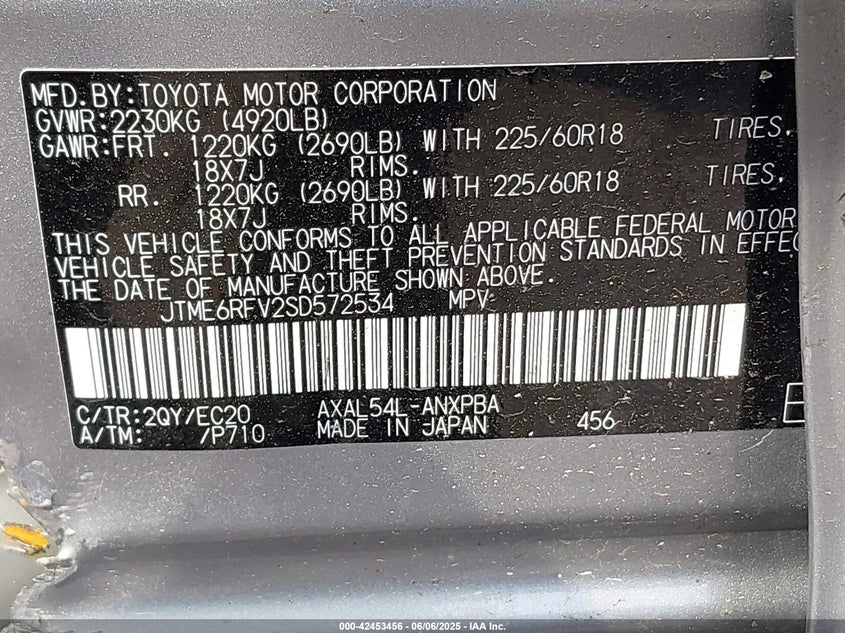 MFD.BY:TOYOTA MOTOR CORPORATION
GVWR:2230KG (4920LB)
GAWR:FRT. 1220KG (2690LB) WITH 225/60R18 TIRES,
18X7J RIMS.
RR. 1220KG (2690LB) WITH 225/60R18 TIRES,
18X7J RIMS.
THIS VEHICLE CONFORMS TO ALL APPLICABLE FEDERAL MOTOR
VEHICLE SAFETY AND THEFT PREVENTION STANDARDS IN EFFEC
THE DATE OF MANUFACTURE SHOWN ABOVE.
JTME6RFV2SD572534 MPV
C/TR:2QY/EC20 AXAL54L-ANXPBA
A/TM: /P710 MADE IN JAPAN 456
000-42453456 - 06/06/2025 - IAA Inc.